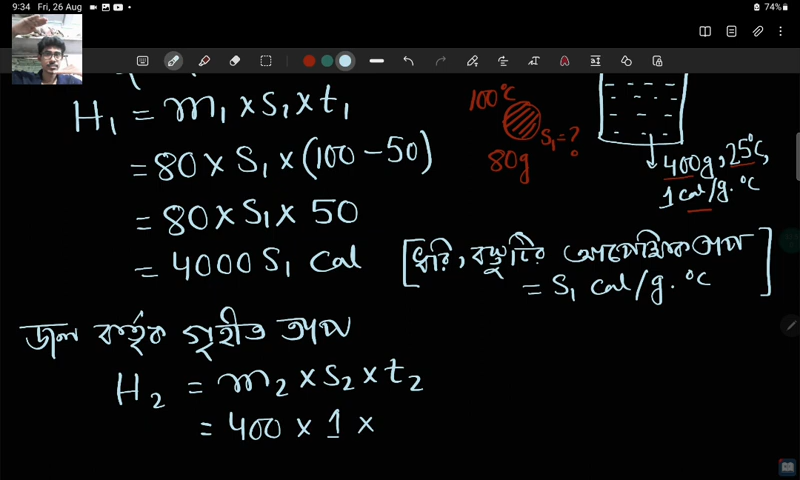 9:34 Fri, 26 Aug
74%
H₁ = m₁ × S₁ × t₁
= 80 × S₁ × (100 – 50)
= 80 × S₁ × 50
= 4000 S₁ Cal
100°C
S₁ = ?
80g
400g, 25°C,
1 Cal/g.°C
[ধরি, বস্তুটির আপেক্ষিক তাপ
= S₁ Cal/g.°C]
জল কর্তৃক গৃহীত তাপ
H₂ = m₂ × S₂ × t₂
= 400 × 1 ×